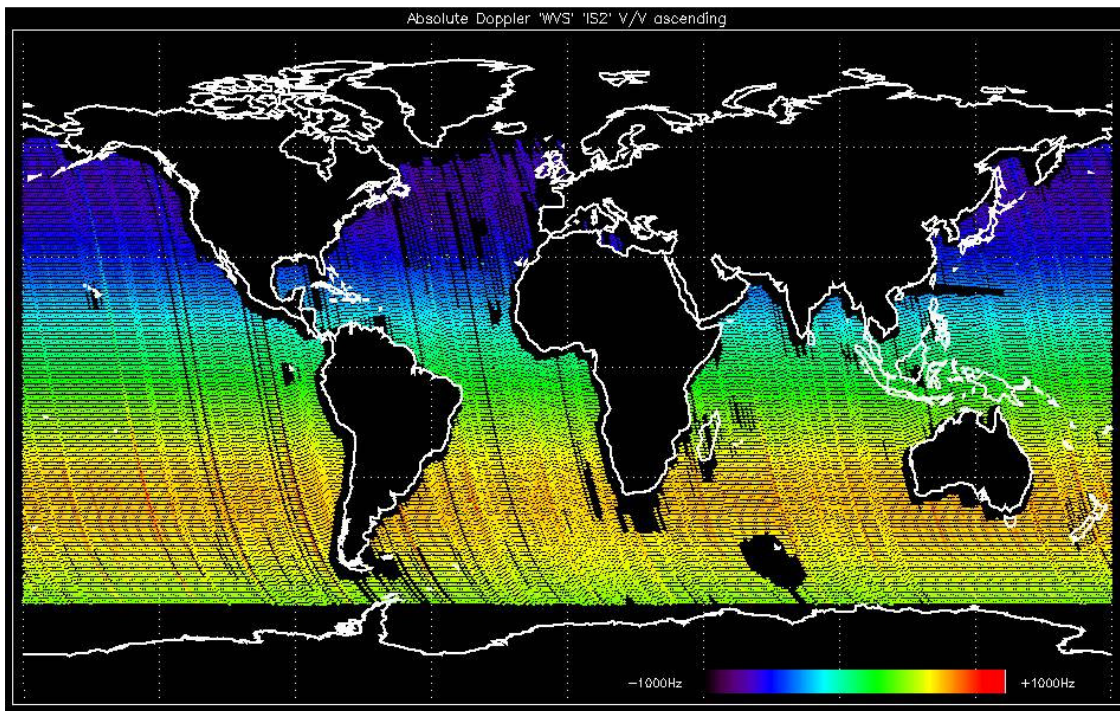 Absolute Doppler 'WVS' 'IS2' V/V ascending
-1000Hz
+1000Hz